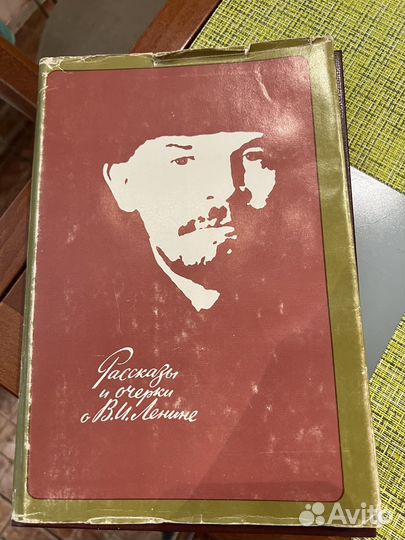 Рассказы
и очерки
о В.И.Ленине
Avito